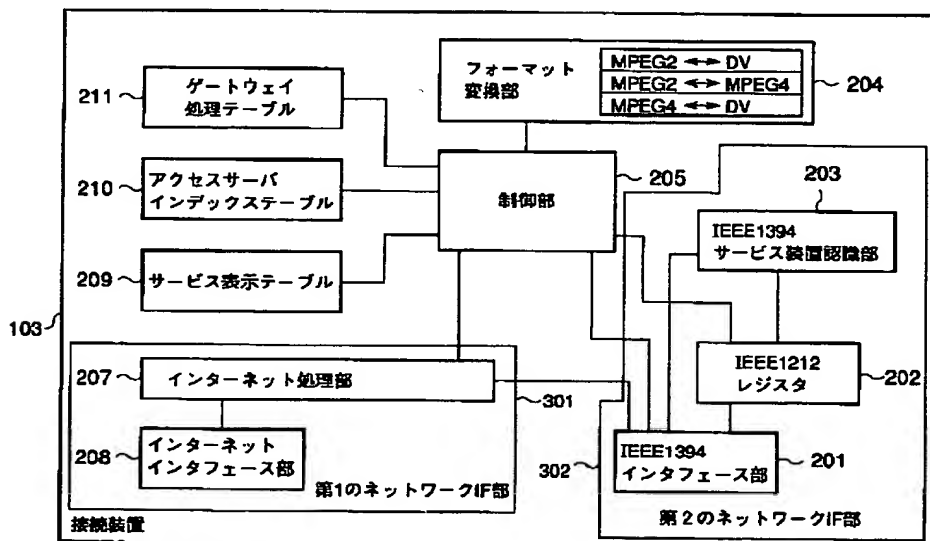 211
ゲートウェイ
処理テーブル
フォーマット
変換部
MPEG2 ↔ DV
MPEG2 ↔ MPEG4
MPEG4 ↔ DV
204
210
アクセスサーバ
インデックステーブル
制御部
205
203
IEEE1394
サービス装置認識部
209
サービス表示テーブル
103
207
インターネット処理部
301
IEEE1212
レジスタ
202
208
インターネット
インタフェース部
302
IEEE1394
インタフェース部
201
第1のネットワークIF部
第2のネットワークIF部
接続装置